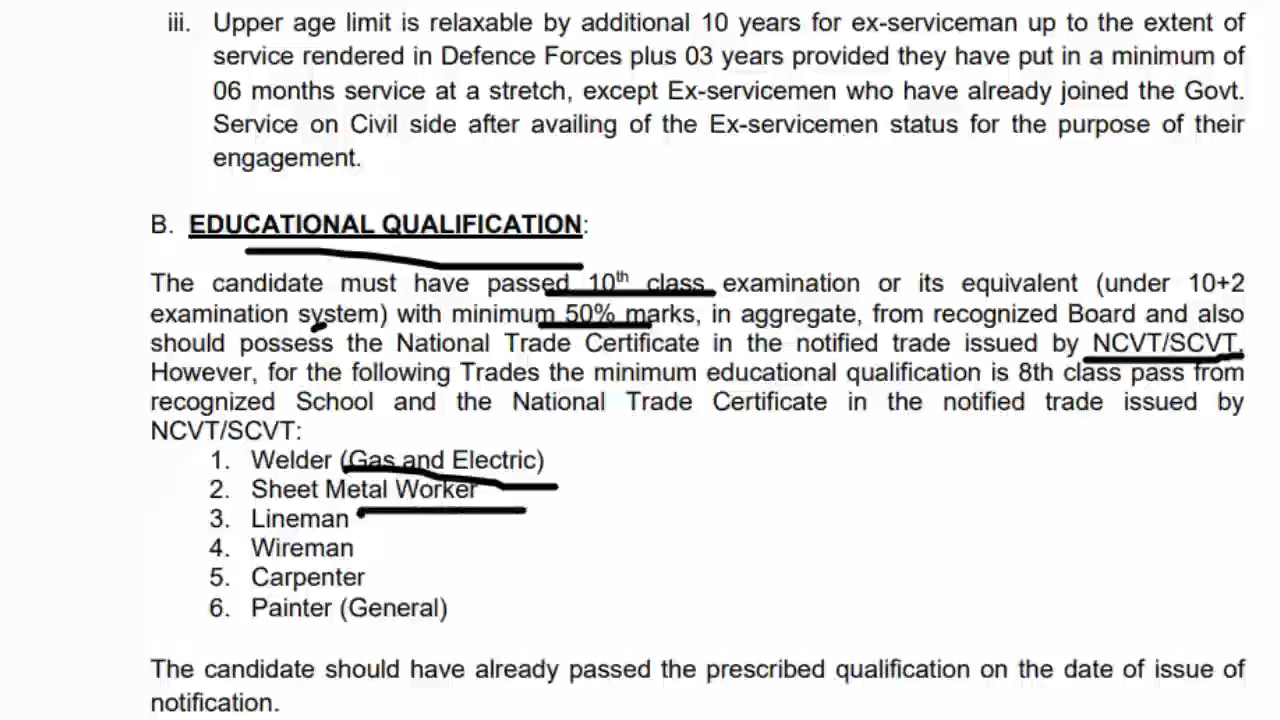 iii. Upper age limit is relaxable by additional 10 years for ex-serviceman up to the extent of
service rendered in Defence Forces plus 03 years provided they have put in a minimum of
06 months service at a stretch, except Ex-servicemen who have already joined the Govt.
Service on Civil side after availing of the Ex-servicemen status for the purpose of their
engagement.
B. EDUCATIONAL QUALIFICATION:
The candidate must have passed 10th class examination or its equivalent (under 10+2
examination system) with minimum 50% marks, in aggregate, from recognized Board and also
should possess the National Trade Certificate in the notified trade issued by NCVT/SCVT.
However, for the following Trades the minimum educational qualification is 8th class pass from
recognized School and the National Trade Certificate in the notified trade issued by
NCVT/SCVT:
1. Welder (Gas and Electric)
2. Sheet Metal Worker
3. Lineman
4. Wireman
5. Carpenter
6. Painter (General)
The candidate should have already passed the prescribed qualification on the date of issue of
notification.